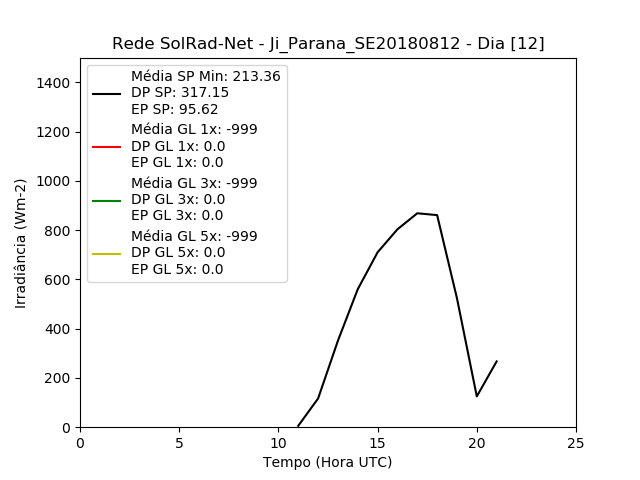 Rede SolRad-Net - Ji_Parana_SE20180812 - Dia [12]
Média SP Min: 213.36
DP SP: 317.15
EP SP: 95.62
Média GL 1x: -999
DP GL 1x: 0.0
EP GL 1x: 0.0
Média GL 3x: -999
DP GL 3x: 0.0
EP GL 3x: 0.0
Média GL 5x: -999
DP GL 5x: 0.0
EP GL 5x: 0.0
Irradiância (Wm-2)
1400
1200
1000
800
600
400
200
0
0 5 10 15 20 25
Tempo (Hora UTC)